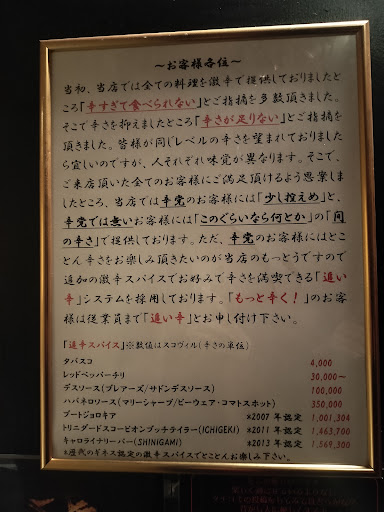 ～お客様各位～
当初、当店では全ての料理を激辛で提供しておりましたと
ころ「辛すぎて食べられない」とご指摘を多数頂きました。
そこで辛さを抑えましたところ「辛さが足りない」とご指摘を
頂きました。皆様が同じレベルの辛さを望まれておりました
ら宜しいのですが、人それぞれ味覚が異なります。そこで、
ご来店頂いた全てのお客様にご満足頂けるよう思案しま
したところ、当店では辛党のお客様には「少し控えめ」と、
辛党では無いお客様には「このぐらいなら何とか」の「間
の辛さ」で提供しております。ただ、辛党のお客様にはとこ
とん辛さをお楽しみ頂きたいのが当店のもっとうですので
追加の激辛スパイスでお好みで辛さを満喫できる「追い
辛」システムを採用しております。「もっと辛く！」のお客
様は従業員まで「追い辛」とお申し付け下さい。
「追辛スパイス」※数値はスコヴィル(辛さの単位)
タバスコ 4,000
レッドペッパーチリ 30,000～
デスソース(ブレアーズ/サドンデスソース) 100,000
ハバネロソース(マリーシャープ/ビーウェア・コマトスホット) 350,000
ブートジョロキア *2007年認定 1,001,304
トリニダードスコーピオンブッチテイラー(ICHIGEKI) *2011年認定 1,463,700
キャロライナリーパー(SHINIGAMI) *2013年認定 1,569,300
*歴代のギネス認定の激辛スパイスでとことんお楽しみ下さい。